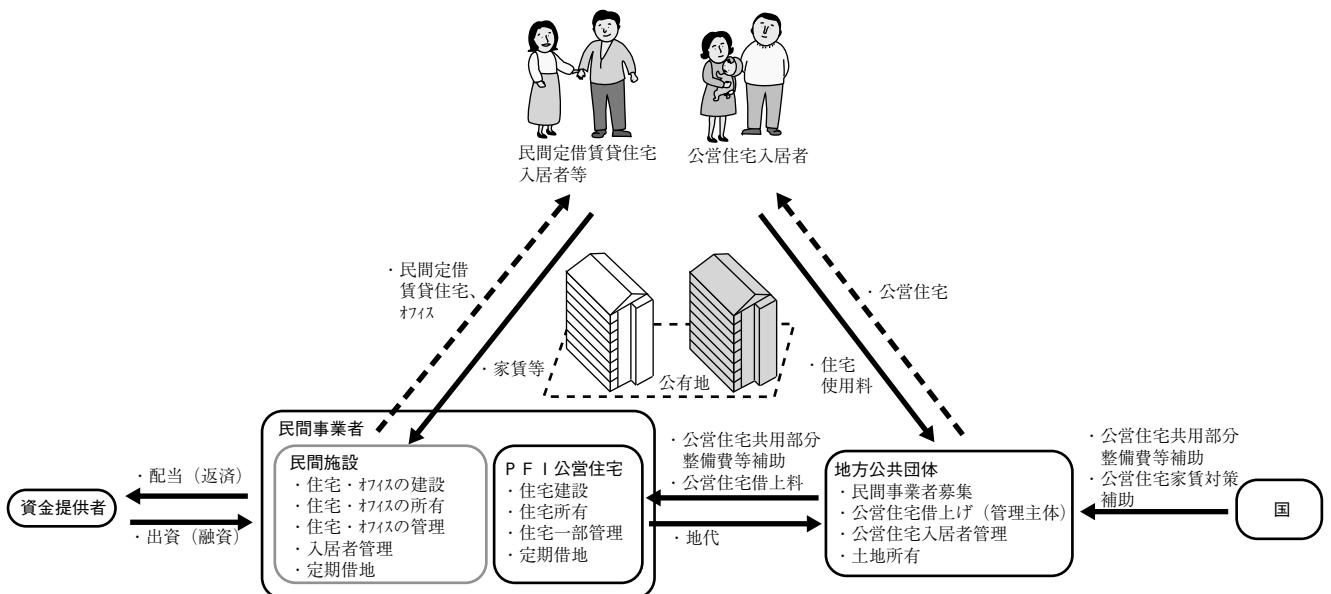 民間定借賃貸住宅
入居者等
公営住宅入居者
・民間定借
賃貸住宅、
ｵﾌｨｽ
・家賃等
公有地
・公営住宅
・住宅
使用料
民間事業者
民間施設
・住宅・ｵﾌｨｽの建設
・住宅・ｵﾌｨｽの所有
・住宅・ｵﾌｨｽの管理
・入居者管理
・定期借地
ＰＦＩ公営住宅
・住宅建設
・住宅所有
・住宅一部管理
・定期借地
・公営住宅共用部分
整備費等補助
・公営住宅借上料
・地代
地方公共団体
・民間事業者募集
・公営住宅借上げ（管理主体）
・公営住宅入居者管理
・土地所有
・公営住宅共用部分
整備費等補助
・公営住宅家賃対策
補助
国
・配当（返済）
資金提供者
・出資（融資）